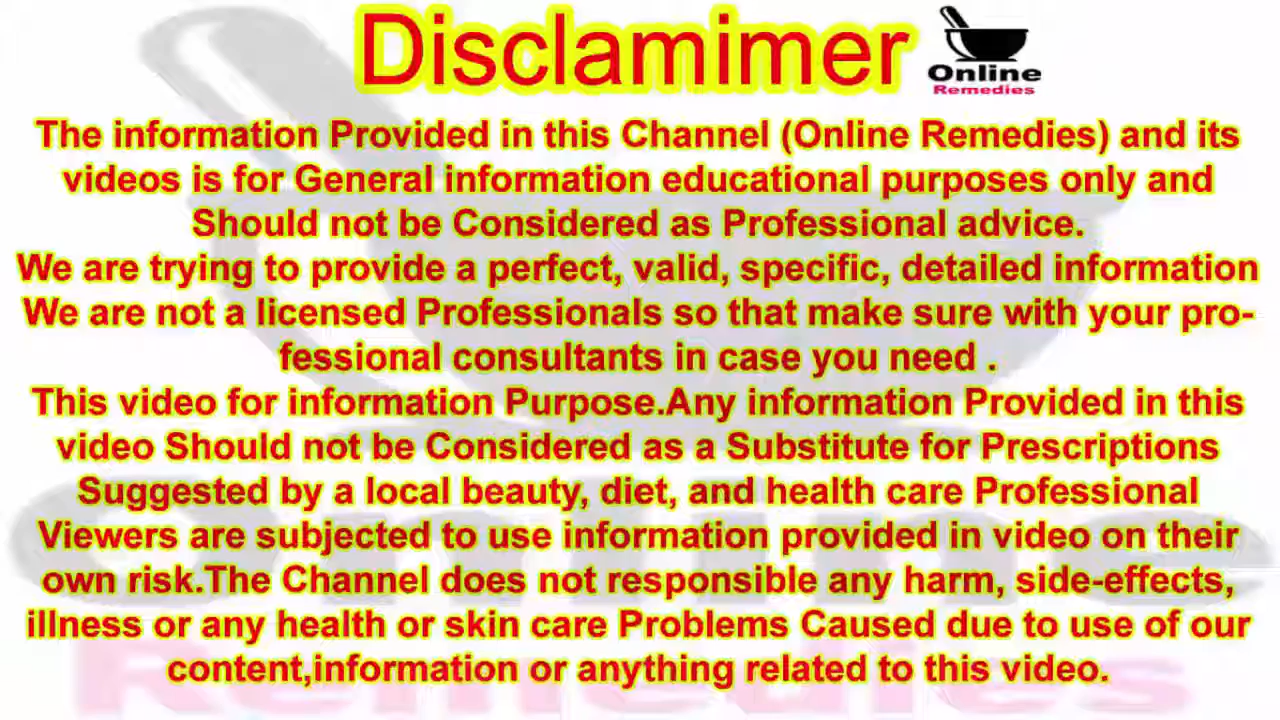 Disclamimer
Online
Remedies
The information Provided in this Channel (Online Remedies) and its
videos is for General information educational purposes only and
Should not be Considered as Professional advice.
We are trying to provide a perfect, valid, specific, detailed information
We are not a licensed Professionals so that make sure with your pro-
fessional consultants in case you need .
This video for information Purpose.Any information Provided in this
video Should not be Considered as a Substitute for Prescriptions
Suggested by a local beauty, diet, and health care Professional
Viewers are subjected to use information provided in video on their
own risk.The Channel does not responsible any harm, side-effects,
illness or any health or skin care Problems Caused due to use of our
content,information or anything related to this video.
Online
Remedies